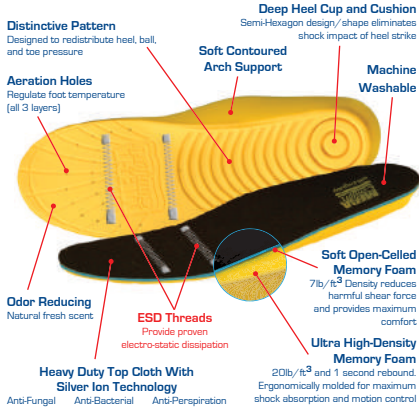 Distinctive Pattern
Designed to redistribute heel, ball,
and toe pressure
Deep Heel Cup and Cushion
Semi-Hexagon design/shape eliminates
shock impact of heel strike
Soft Contoured
Arch Support
Aeration Holes
Regulate foot temperature
(all 3 layers)
Machine
Washable
Odor Reducing
Natural fresh scent
ESD Threads
Provide proven
electro-static dissipation
Soft Open-Celled
Memory Foam
7lb/ft³ Density reduces
harmful shear force
and provides maximum
comfort
Heavy Duty Top Cloth With
Silver Ion Technology
Anti-Fungal Anti-Bacterial Anti-Perspiration
Ultra High-Density
Memory Foam
20lb/ft³ and 1 second rebound.
Ergonomically molded for maximum
shock absorption and motion control